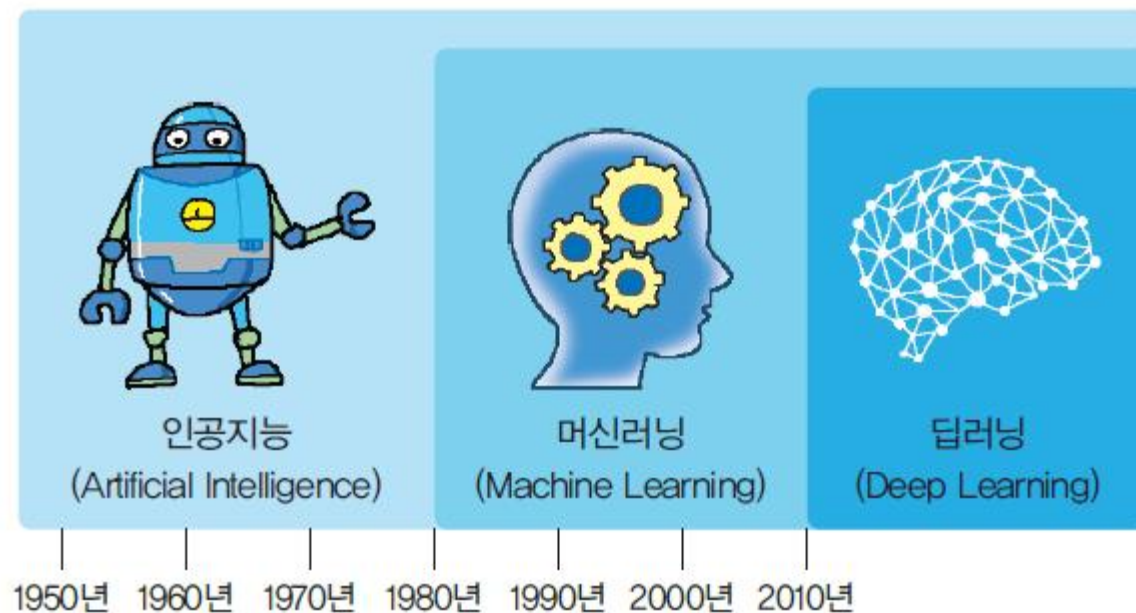 인공지능
(Artificial Intelligence)
머신러닝
(Machine Learning)
딥러닝
(Deep Learning)
1950년 1960년 1970년 1980년 1990년 2000년 2010년